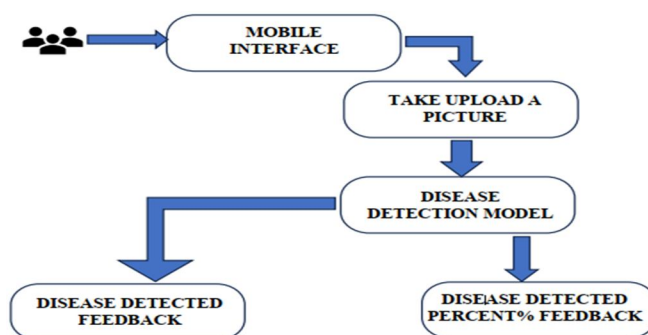 MOBILE
INTERFACE
TAKE UPLOAD A
PICTURE
DISEASE
DETECTION MODEL
DISEASE DETECTED
FEEDBACK
DISEASE DETECTED
PERCENT% FEEDBACK